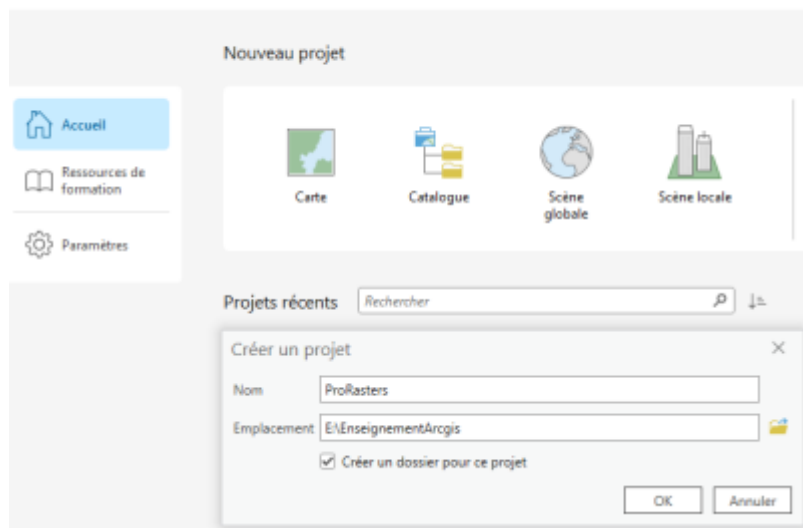 Nouveau projet
Accueil
Ressources de
formation
Paramètres
Carte
Catalogue
Scène
globale
Scène locale
Projets récents
Rechercher
Créer un projet
Nom
ProRasters
Emplacement
E:\EnseignementArcgis
Créer un dossier pour ce projet
OK
Annuler